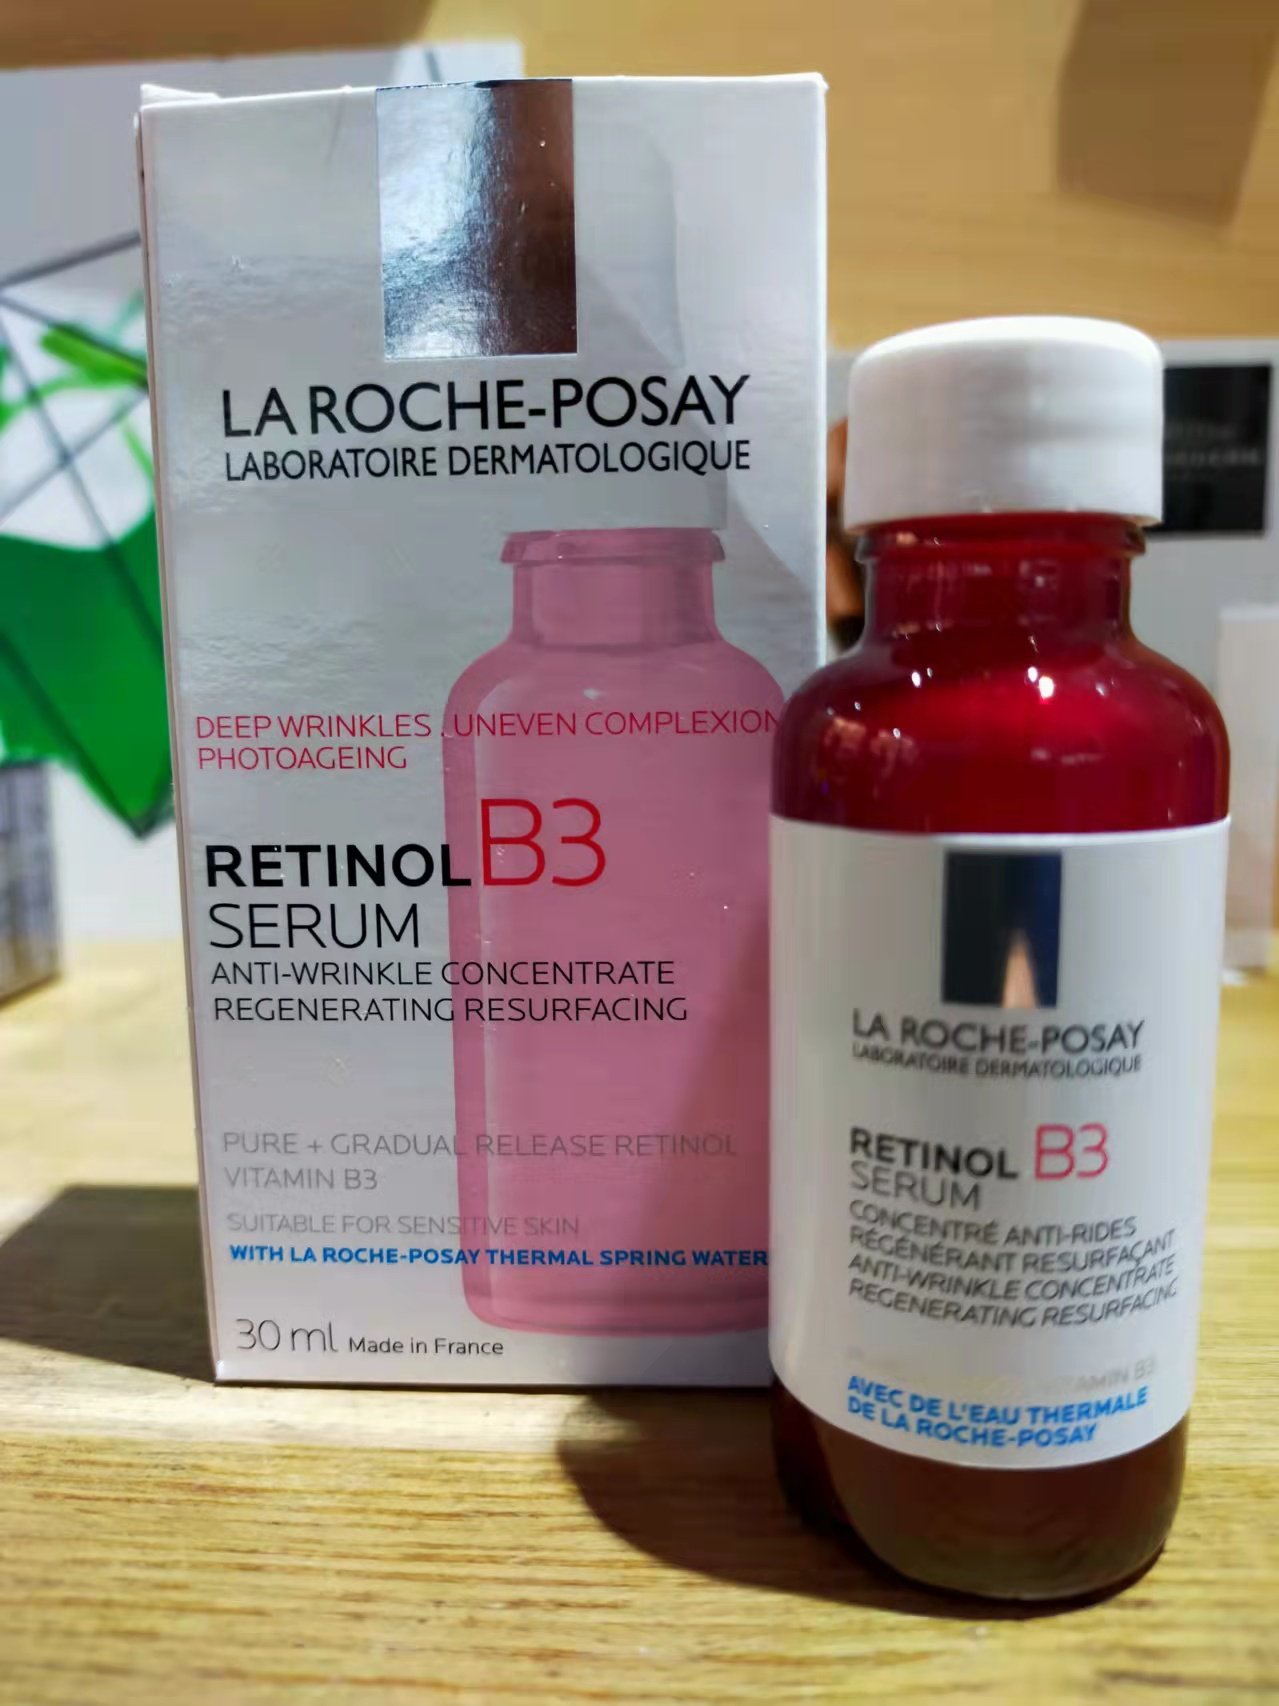 LA ROCHE-POSAY
LABORATOIRE DERMATOLOGIQUE
DEEP WRINKLES . UNEVEN COMPLEXION
PHOTOAGEING
RETINOL B3
SERUM
ANTI-WRINKLE CONCENTRATE
REGENERATING RESURFACING
PURE + GRADUAL RELEASE RETINOL
VITAMIN B3
SUITABLE FOR SENSITIVE SKIN
WITH LA ROCHE-POSAY THERMAL SPRING WATER
30 ml Made in France
LA ROCHE-POSAY
LABORATOIRE DERMATOLOGIQUE
RETINOL B3
SERUM
CONCENTRÉ ANTI-RIDES
RÉGÉNÉRANT RESURFAÇANT
ANTI-WRINKLE CONCENTRATE
REGENERATING RESURFACING
B3
AVEC DE L'EAU THERMALE
DE LA ROCHE-POSAY